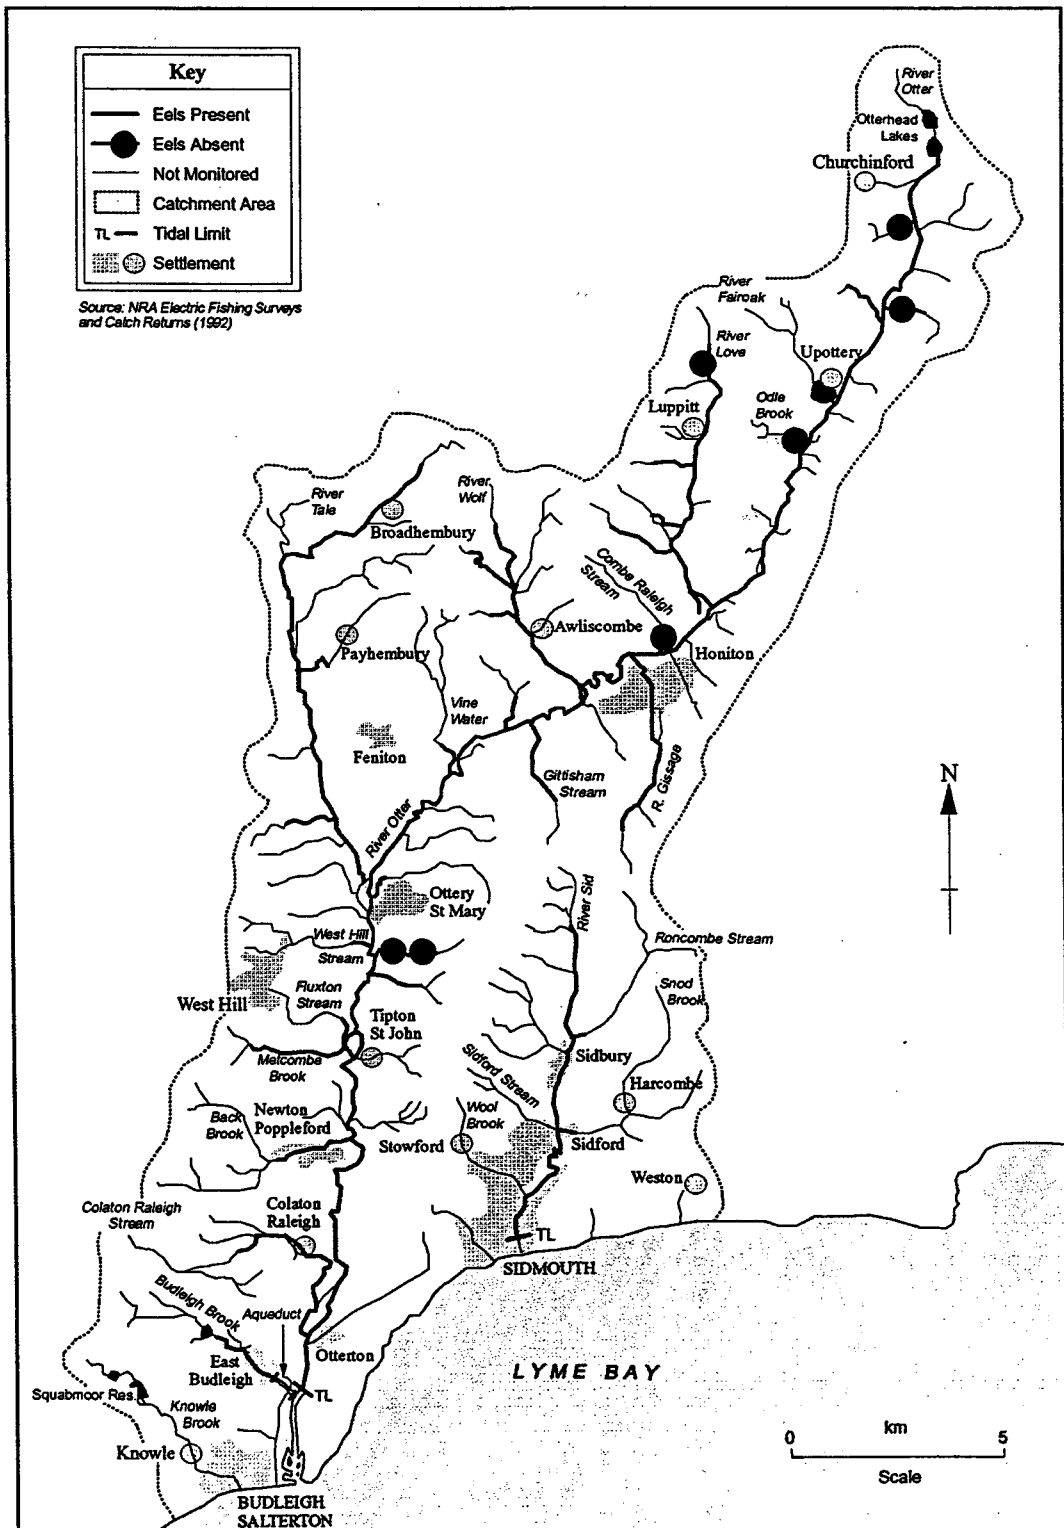 Key
Eels Present
Eels Absent
Not Monitored
Catchment Area
TL Tidal Limit
Settlement
Source: NRA Electric Fishing Surveys
and Catch Returns (1992)
River
Otter
Otterhead
Lakes
Churchinford
River
Fairoak
River
Love
Upottery
Luppitt
Odle
Brook
River
Tale
River
Wolf
Broadhembury
Combe Raleigh
Stream
Awliscombe
Payhembury
Honiton
Vine
Water
Feniton
Gittisham
Stream
R. Gissage
N
River Otter
Ottery
St Mary
River Sid
West Hill
Stream
Roncombe Stream
West Hill
Fluxton
Stream
Snod
Brook
Tipton
St John
Metcombe
Brook
Sidbury
Sidford Stream
Harcombe
Back
Brook
Newton
Poppleford
Wool
Brook
Stowford
Sidford
Weston
Colaton Raleigh
Stream
Colaton
Raleigh
TL
SIDMOUTH
Budleigh Brook
Aqueduct
Otterton
East
Budleigh
LYME BAY
TL
Squabmoor Res.
Knowle
Brook
Knowle
km
0 5
Scale
BUDLEIGH
SALTERTON